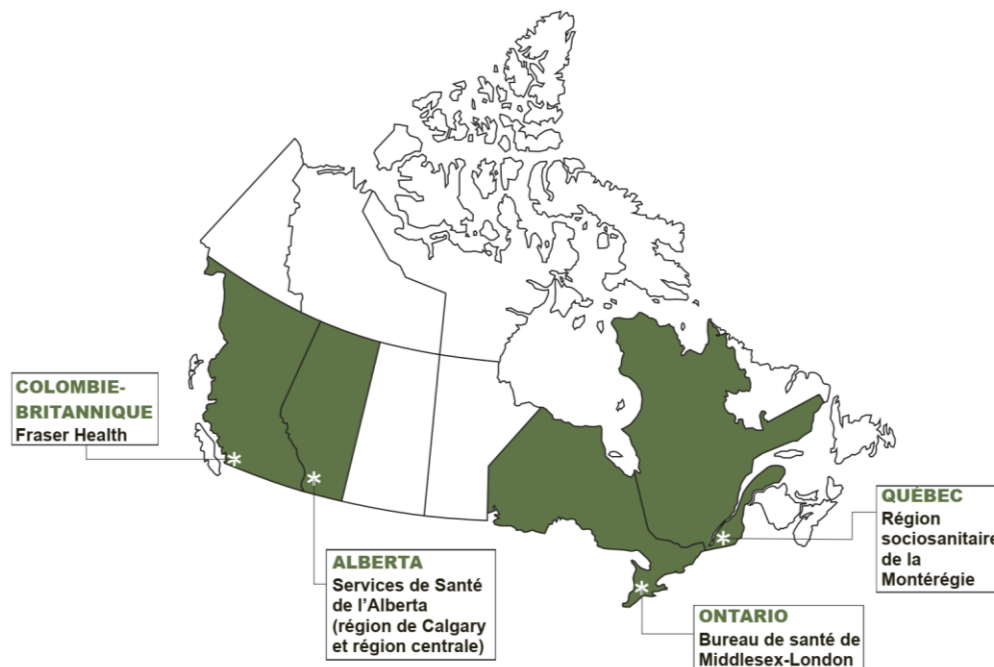 COLOMBIE-
BRITANNIQUE
Fraser Health
ALBERTA
Services de Santé
de l’Alberta
(région de Calgary
et région centrale)
ONTARIO
Bureau de santé de
Middlesex-London
QUÉBEC
Région
sociosanitaire
de la
Montérégie